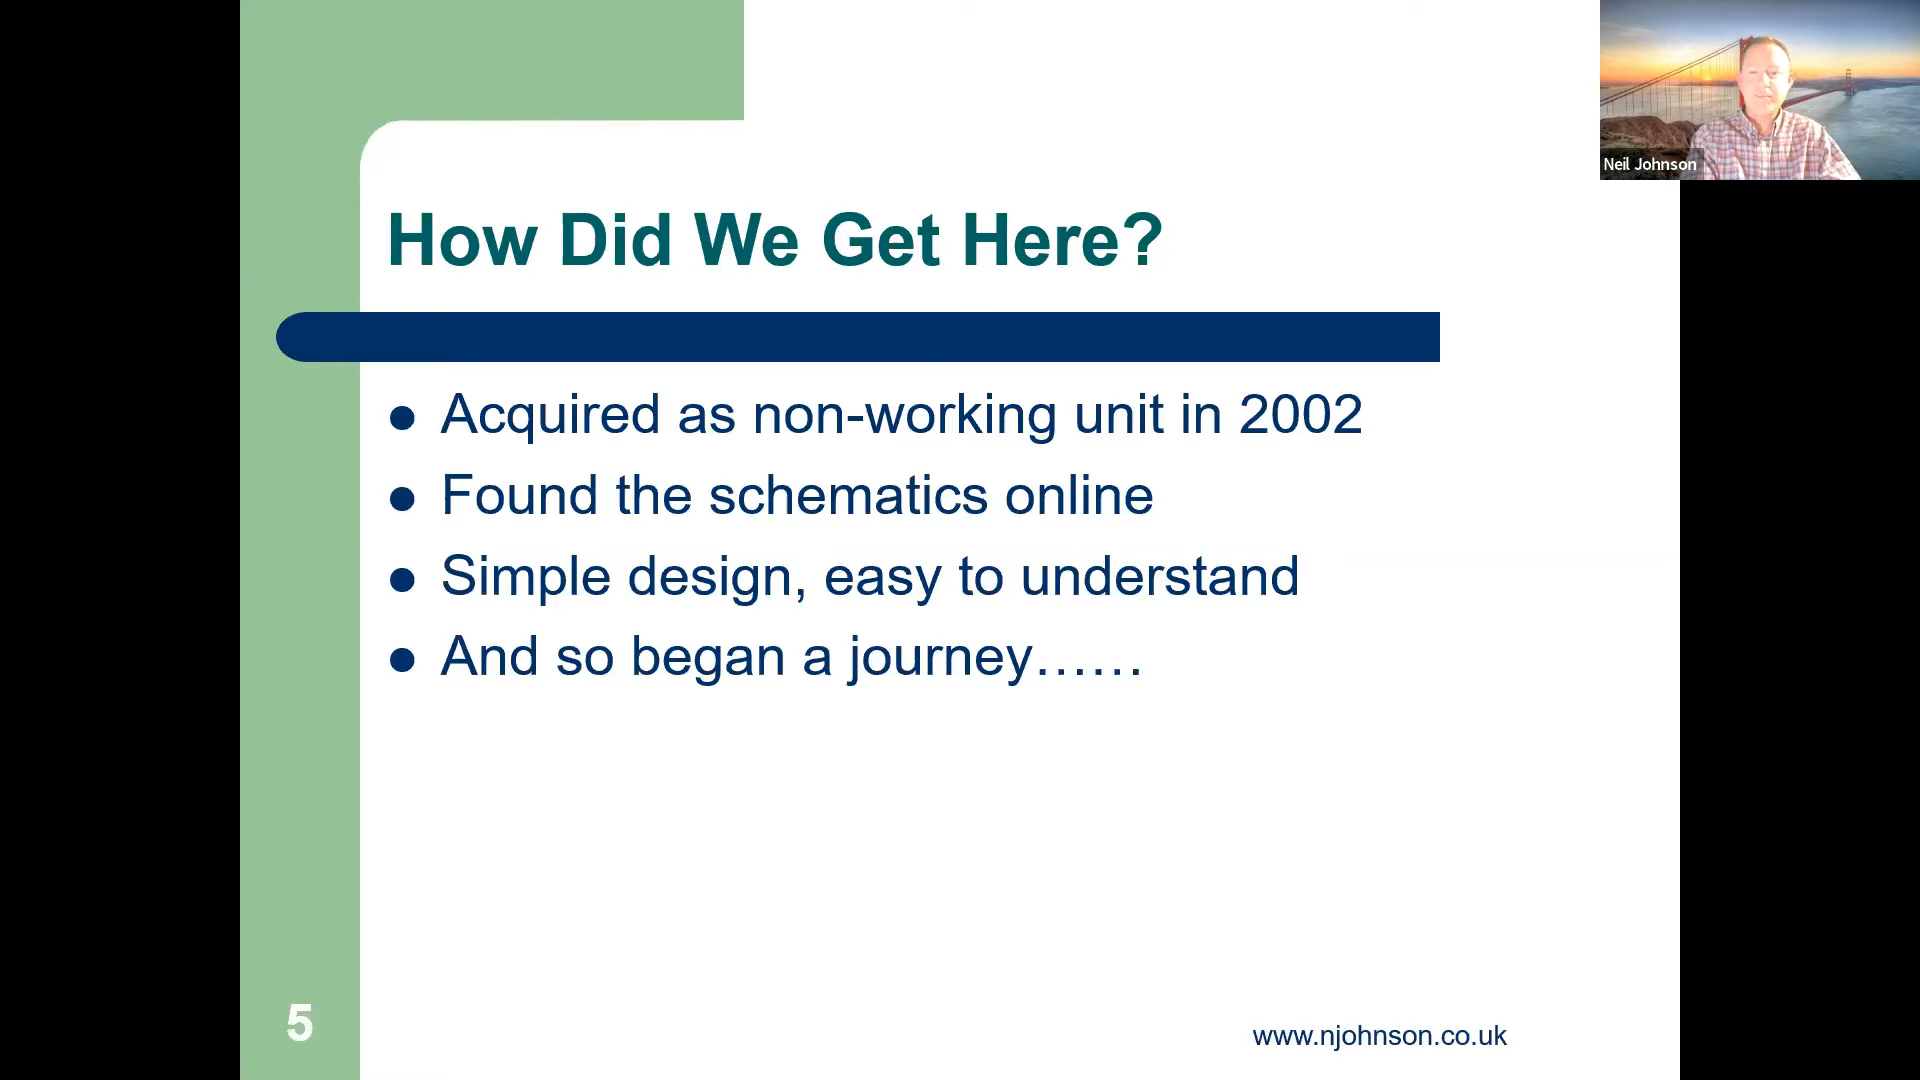 Neil Johnson
How Did We Get Here?
Acquired as non-working unit in 2002
Found the schematics online
Simple design, easy to understand
And so began a journey……
5
www.njohnson.co.uk